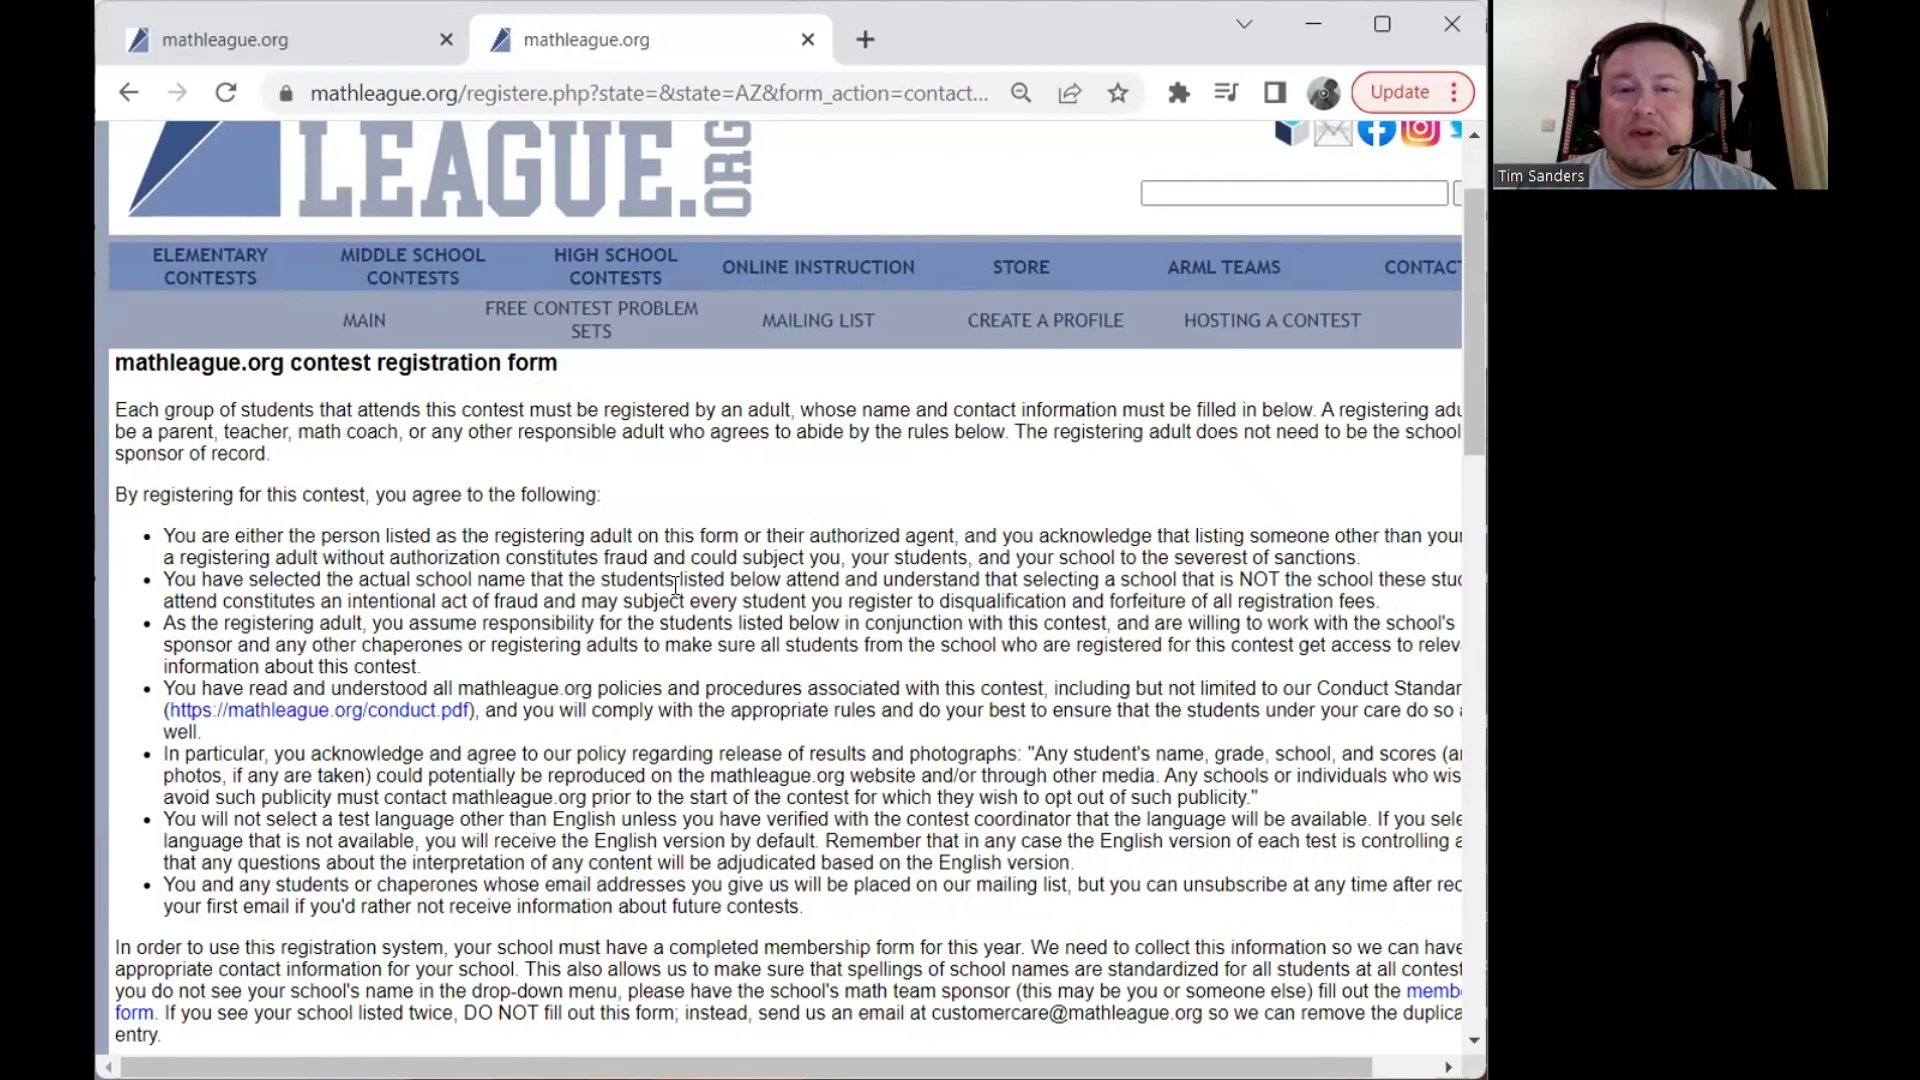 mathleague.org
mathleague.org
mathleague.org/registere.php?state=&state=AZ&form_action=contact...
Update
Tim Sanders
LEAGUE.ORG
ELEMENTARY CONTESTS
MIDDLE SCHOOL CONTESTS
HIGH SCHOOL CONTESTS
ONLINE INSTRUCTION
STORE
ARML TEAMS
CONTAC
MAIN
FREE CONTEST PROBLEM SETS
MAILING LIST
CREATE A PROFILE
HOSTING A CONTEST
mathleague.org contest registration form
Each group of students that attends this contest must be registered by an adult, whose name and contact information must be filled in below. A registering adu
be a parent, teacher, math coach, or any other responsible adult who agrees to abide by the rules below. The registering adult does not need to be the school
sponsor of record.
By registering for this contest, you agree to the following:
• You are either the person listed as the registering adult on this form or their authorized agent, and you acknowledge that listing someone other than your
a registering adult without authorization constitutes fraud and could subject you, your students, and your school to the severest of sanctions.
• You have selected the actual school name that the students listed below attend and understand that selecting a school that is NOT the school these stud
attend constitutes an intentional act of fraud and may subject every student you register to disqualification and forfeiture of all registration fees.
• As the registering adult, you assume responsibility for the students listed below in conjunction with this contest, and are willing to work with the school's
sponsor and any other chaperones or registering adults to make sure all students from the school who are registered for this contest get access to relev
information about this contest.
• You have read and understood all mathleague.org policies and procedures associated with this contest, including but not limited to our Conduct Standar
(https://mathleague.org/conduct.pdf), and you will comply with the appropriate rules and do your best to ensure that the students under your care do so a
well.
• In particular, you acknowledge and agree to our policy regarding release of results and photographs: "Any student's name, grade, school, and scores (a
photos, if any are taken) could potentially be reproduced on the mathleague.org website and/or through other media. Any schools or individuals who wis
avoid such publicity must contact mathleague.org prior to the start of the contest for which they wish to opt out of such publicity."
• You will not select a test language other than English unless you have verified with the contest coordinator that the language will be available. If you sele
language that is not available, you will receive the English version by default. Remember that in any case the English version of each test is controlling a
that any questions about the interpretation of any content will be adjudicated based on the English version.
• You and any students or chaperones whose email addresses you give us will be placed on our mailing list, but you can unsubscribe at any time after rec
your first email if you'd rather not receive information about future contests.
In order to use this registration system, your school must have a completed membership form for this year. We need to collect this information so we can have
appropriate contact information for your school. This also allows us to make sure that spellings of school names are standardized for all students at all contest
you do not see your school's name in the drop-down menu, please have the school's math team sponsor (this may be you or someone else) fill out the memb
form. If you see your school listed twice, DO NOT fill out this form; instead, send us an email at customercare@mathleague.org so we can remove the duplica
entry.